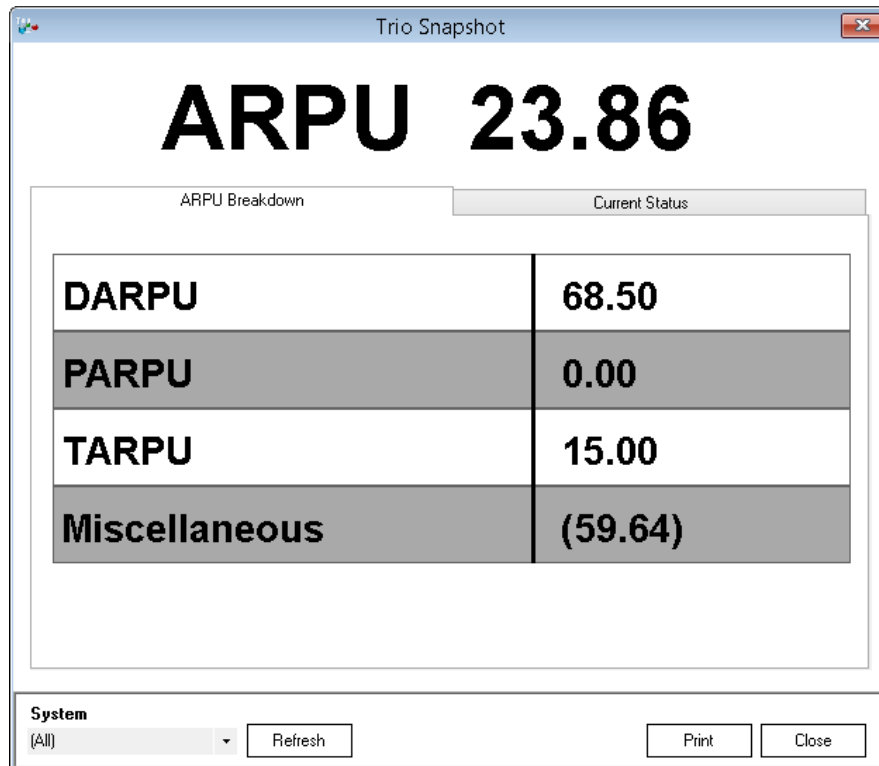 Trio Snapshot
ARPU 23.86
ARPU Breakdown Current Status
DARPU 68.50
PARPU 0.00
TARPU 15.00
Miscellaneous (59.64)
System
(All) Refresh Print Close